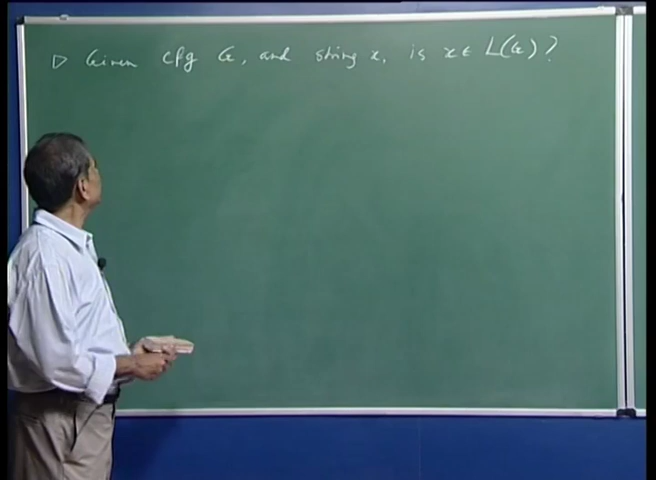 ▷ Given cfg G, and string x, is x ∈ L(G)?